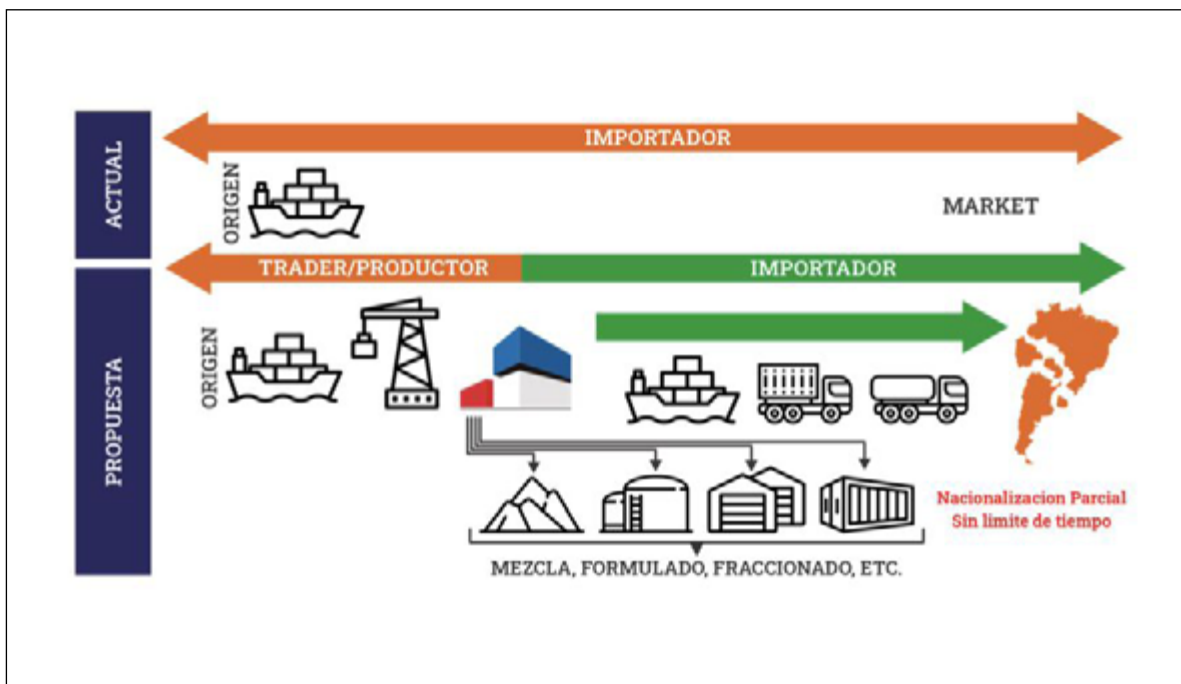 ACTUAL
IMPORTADOR
ORIGEN
MARKET
PROPUESTA
TRADER/PRODUCTOR
IMPORTADOR
ORIGEN
Nacionalizacion Parcial
Sin limite de tiempo
MEZCLA, FORMULADO, FRACCIONADO, ETC.